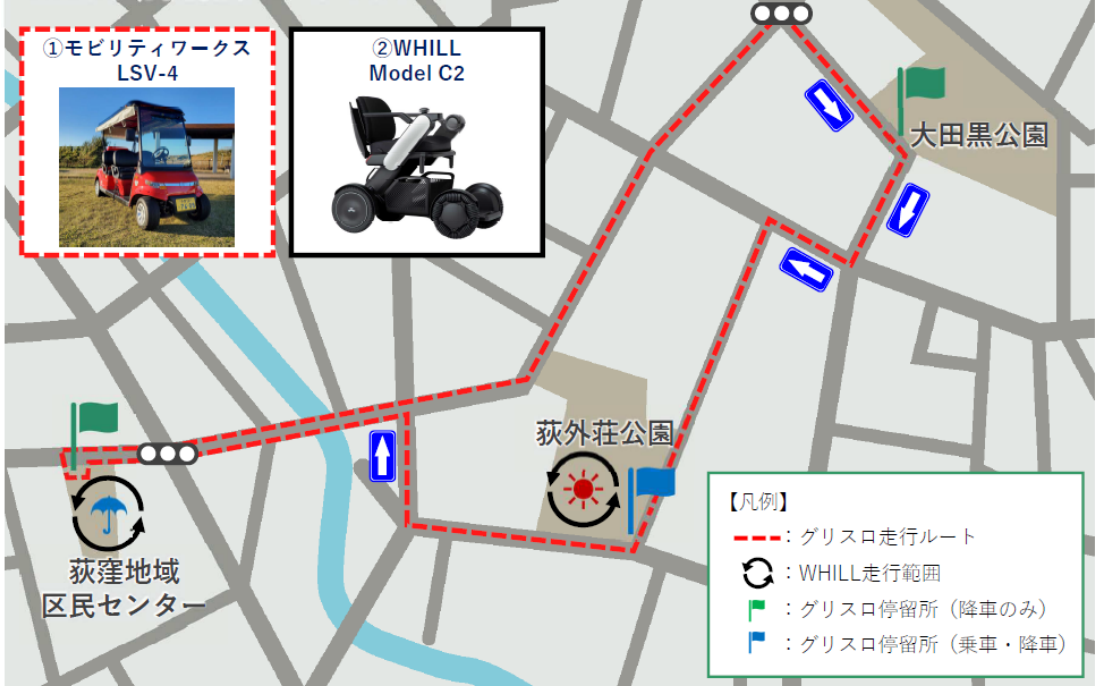 ①モビリティワークス
LSV-4
②WHILL
Model C2
大田黒公園
荻外荘公園
荻窪地域
区民センター
【凡例】
：グリスロ走行ルート
：WHILL走行範囲
：グリスロ停留所（降車のみ）
：グリスロ停留所（乗車・降車）